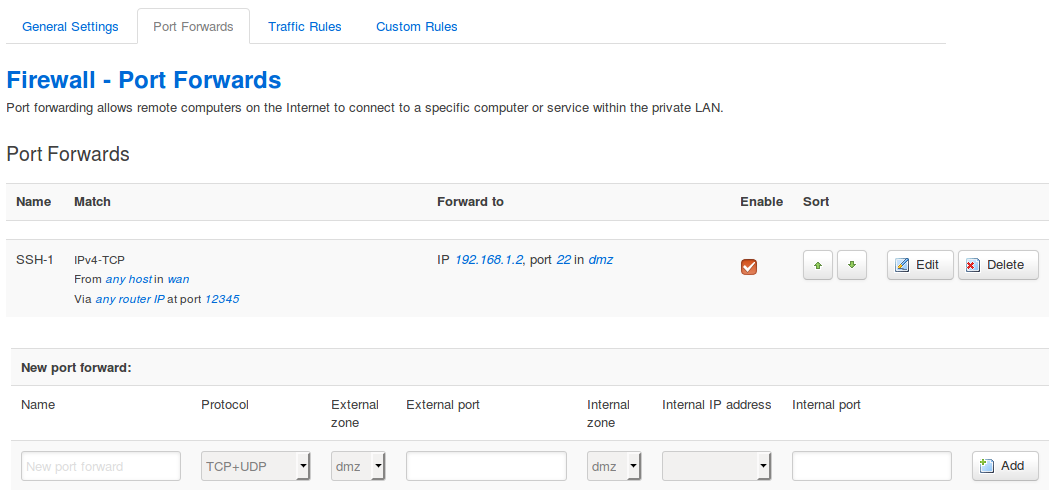 General Settings Port Forwards Traffic Rules Custom Rules
Firewall - Port Forwards
Port forwarding allows remote computers on the Internet to connect to a specific computer or service within the private LAN.
Port Forwards
Name Match Forward to Enable Sort
SSH-1 IPv4-TCP IP 192.168.1.2, port 22 in dmz Edit Delete
From any host in wan
Via any router IP at port 12345
New port forward:
Name Protocol External zone External port Internal zone Internal IP address Internal port
New port forward TCP+UDP dmz dmz Add